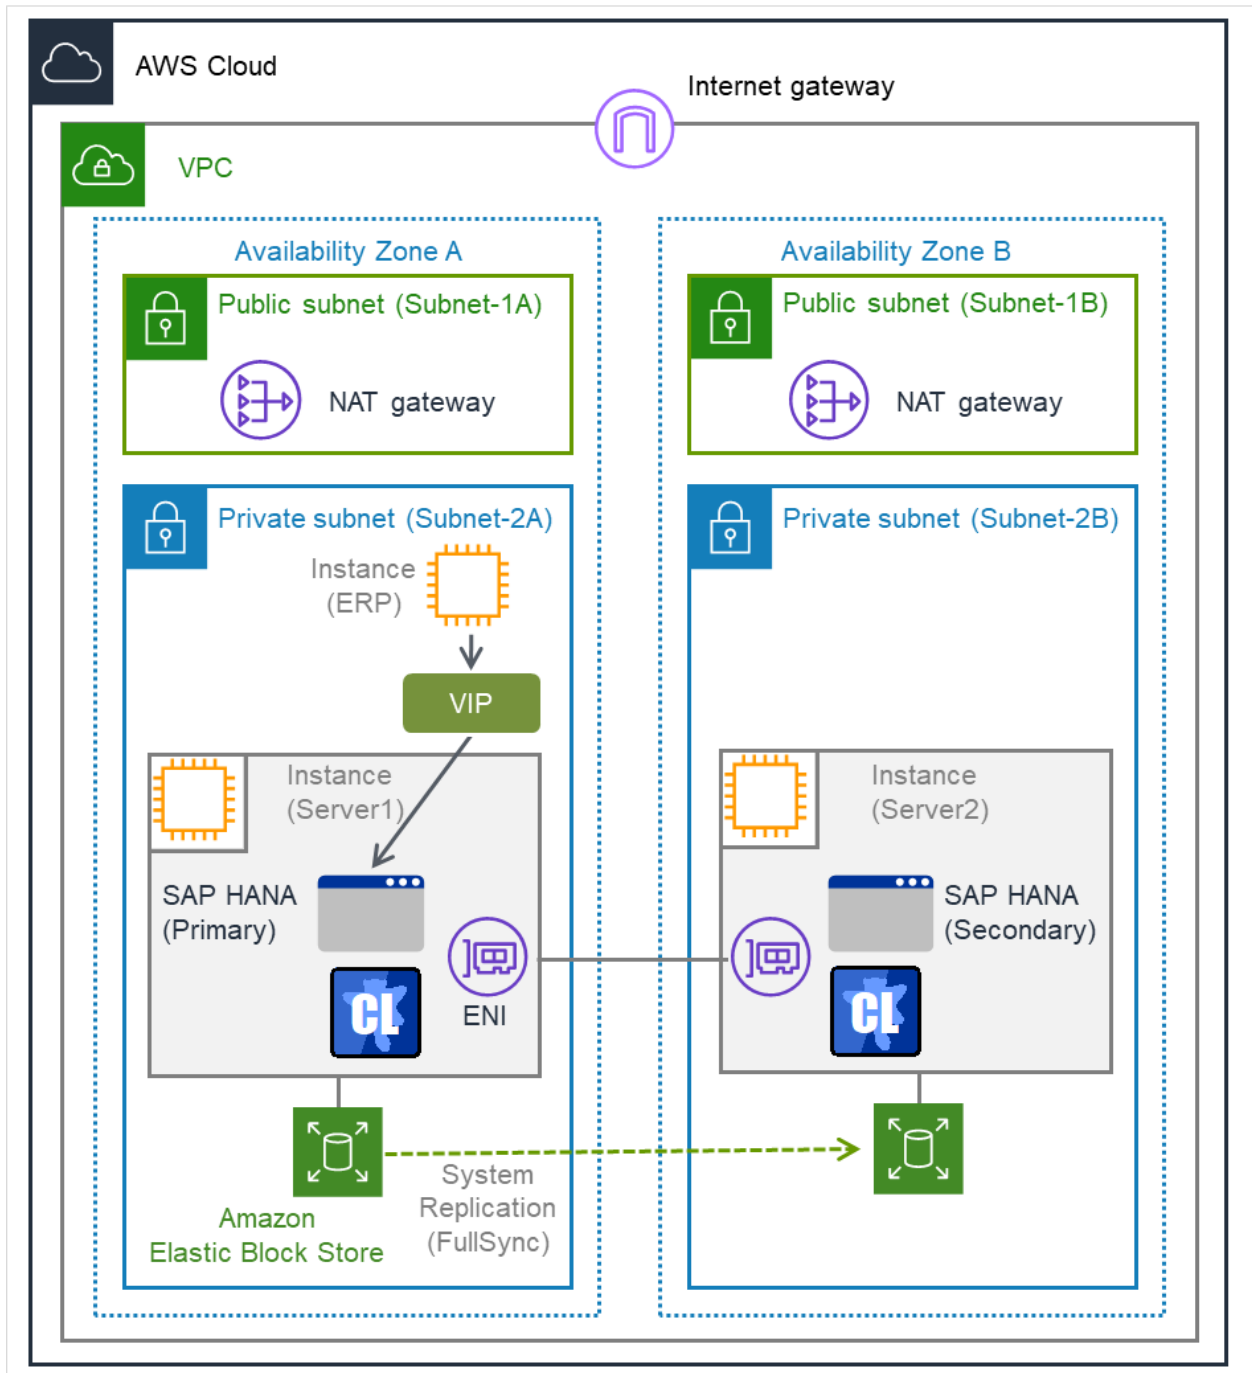 AWS Cloud
Internet gateway
VPC
Availability Zone A
Public subnet (Subnet-1A)
NAT gateway
Private subnet (Subnet-2A)
Instance
(ERP)
VIP
Instance
(Server1)
SAP HANA
(Primary)
CL
ENI
Amazon
Elastic Block Store
System
Replication
(FullSync)
Availability Zone B
Public subnet (Subnet-1B)
NAT gateway
Private subnet (Subnet-2B)
Instance
(Server2)
SAP HANA
(Secondary)
CL